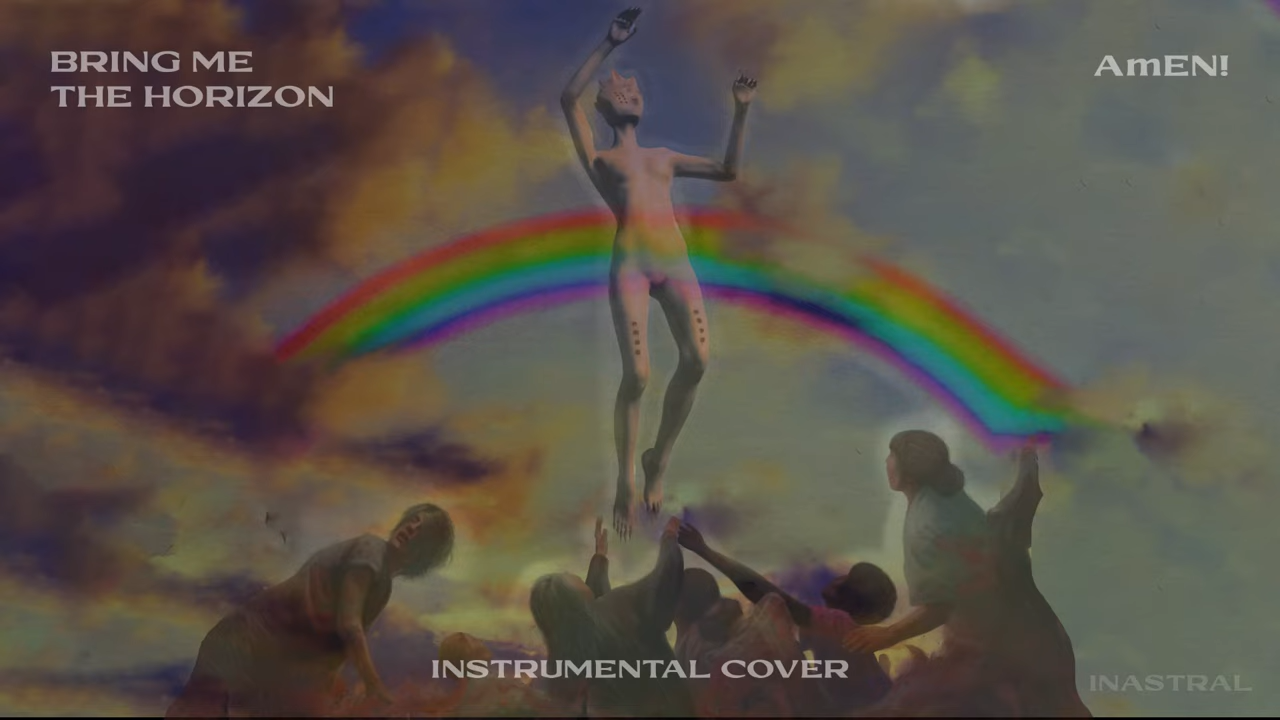 BRING ME
THE HORIZON
AmEN!
INSTRUMENTAL COVER
INASTRAL